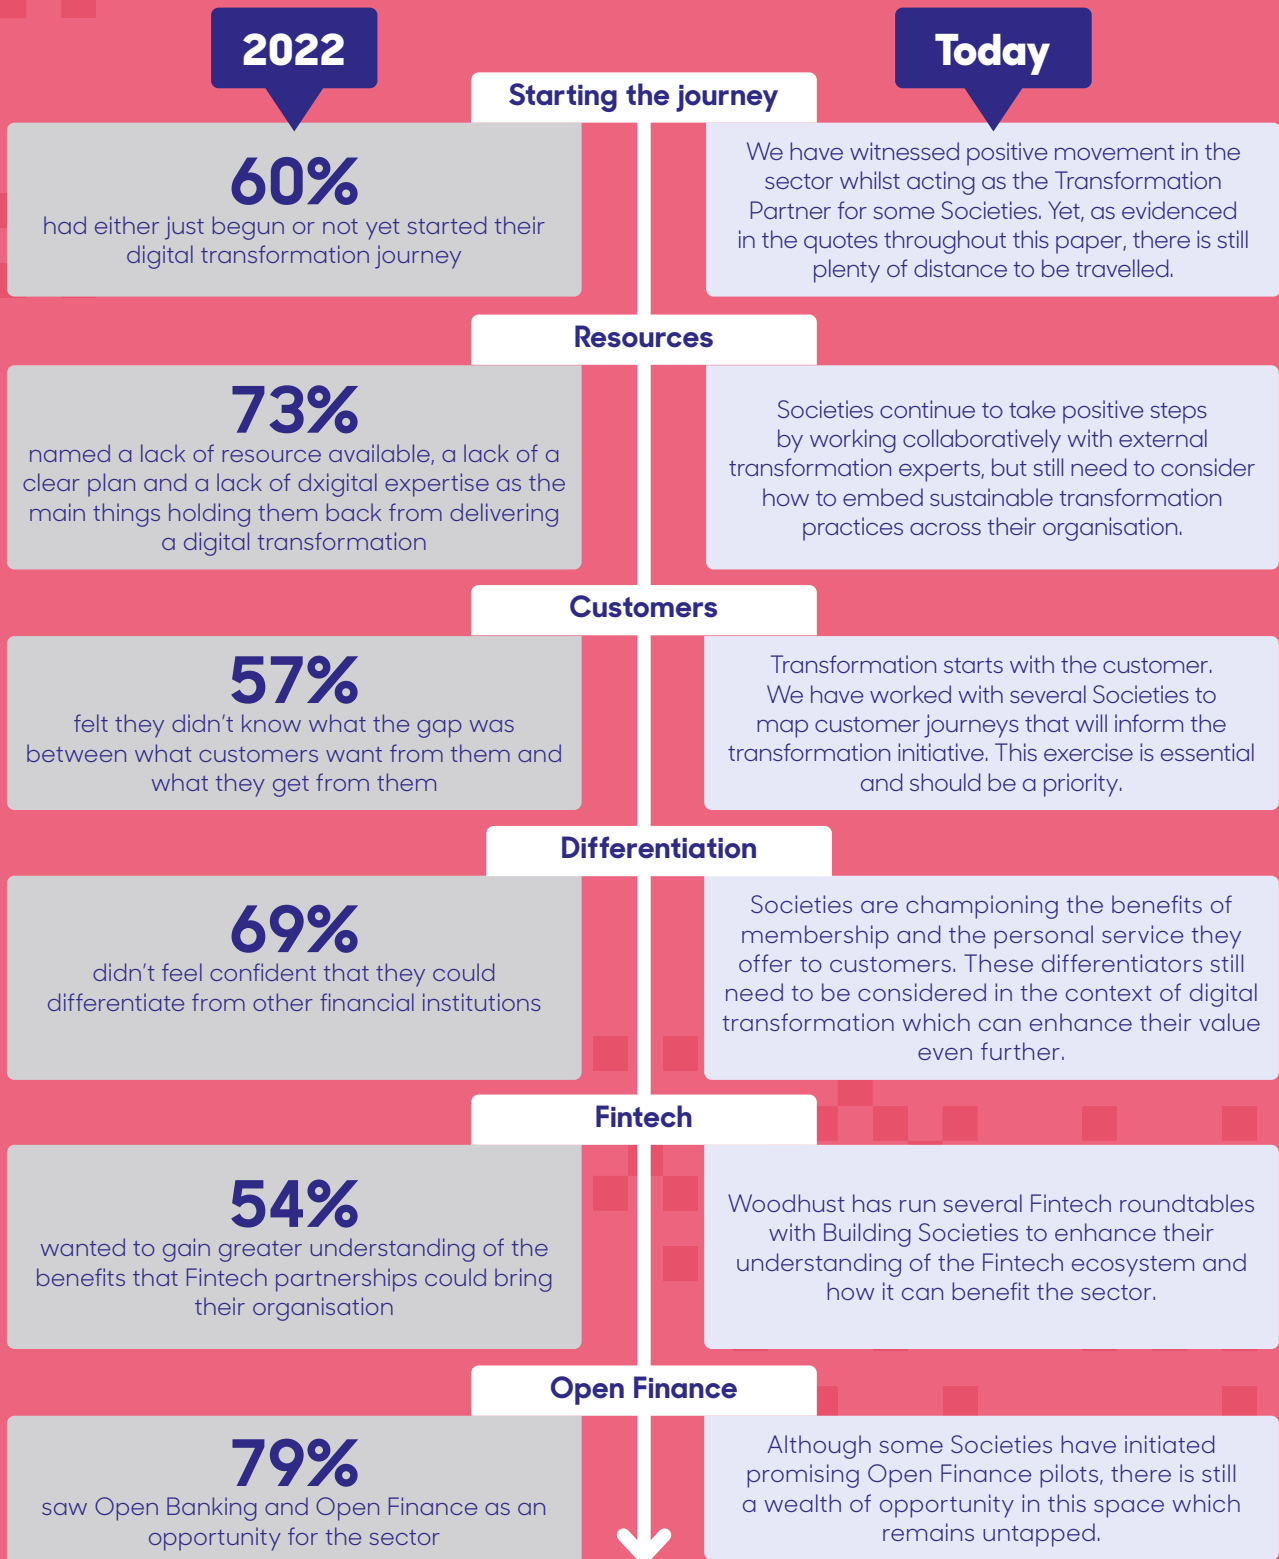 2022
Today
Starting the journey
60%
had either just begun or not yet started their
digital transformation journey
We have witnessed positive movement in the
sector whilst acting as the Transformation
Partner for some Societies. Yet, as evidenced
in the quotes throughout this paper, there is still
plenty of distance to be travelled.
Resources
73%
named a lack of resource available, a lack of a
clear plan and a lack of dxigital expertise as the
main things holding them back from delivering
a digital transformation
Societies continue to take positive steps
by working collaboratively with external
transformation experts, but still need to consider
how to embed sustainable transformation
practices across their organisation.
Customers
57%
felt they didn’t know what the gap was
between what customers want from them and
what they get from them
Transformation starts with the customer.
We have worked with several Societies to
map customer journeys that will inform the
transformation initiative. This exercise is essential
and should be a priority.
Differentiation
69%
didn’t feel confident that they could
differentiate from other financial institutions
Societies are championing the benefits of
membership and the personal service they
offer to customers. These differentiators still
need to be considered in the context of digital
transformation which can enhance their value
even further.
Fintech
54%
wanted to gain greater understanding of the
benefits that Fintech partnerships could bring
their organisation
Woodhust has run several Fintech roundtables
with Building Societies to enhance their
understanding of the Fintech ecosystem and
how it can benefit the sector.
Open Finance
79%
saw Open Banking and Open Finance as an
opportunity for the sector
Although some Societies have initiated
promising Open Finance pilots, there is still
a wealth of opportunity in this space which
remains untapped.